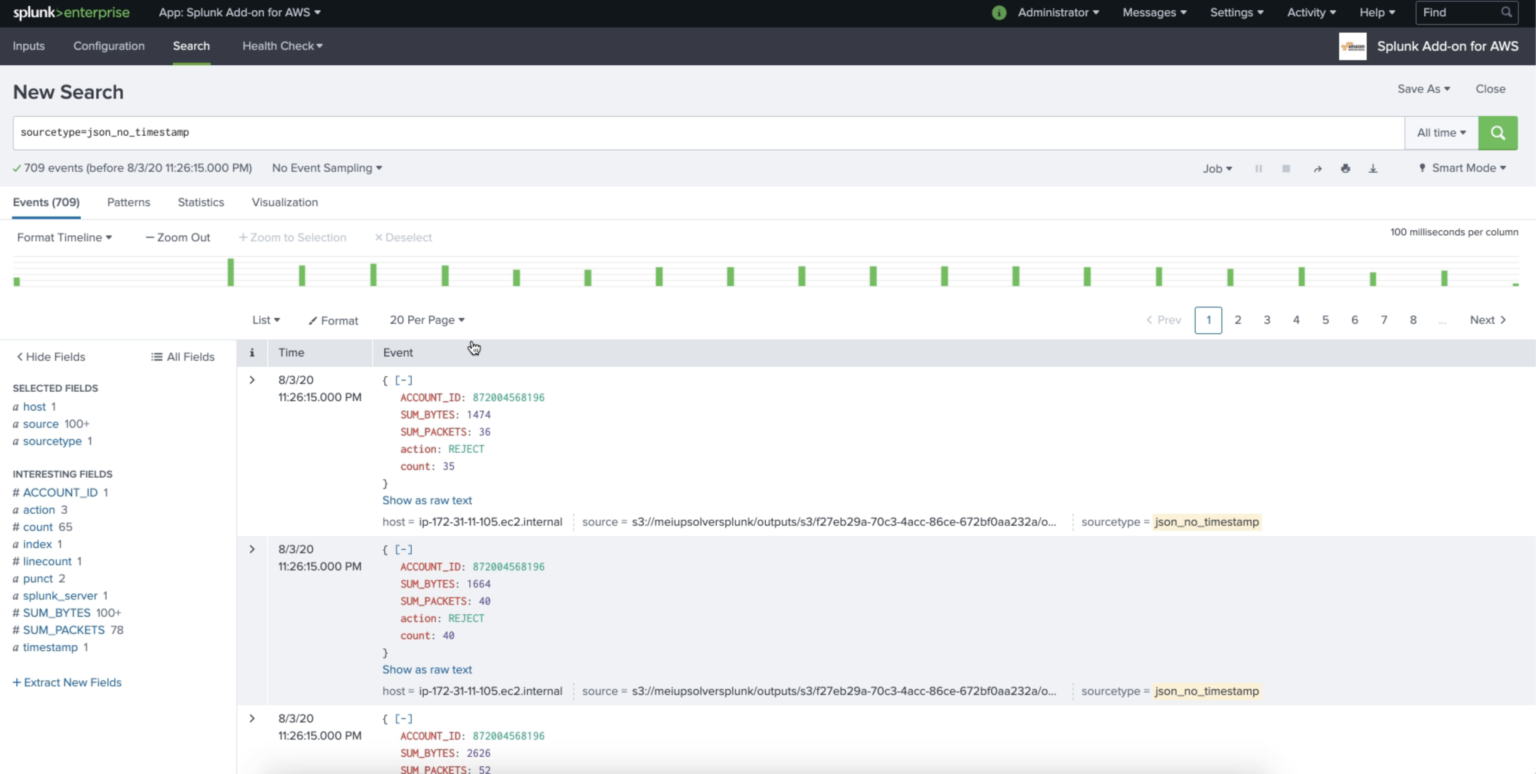 splunk>enterprise App: Splunk Add-on for AWS i Administrator Messages Settings Activity Help Find
Inputs Configuration Search Health Check amazon Splunk Add-on for AWS
New Search Save As Close
sourcetype=json_no_timestamp All time
709 events (before 8/3/20 11:26:15.000 PM) No Event Sampling Job Smart Mode
Events (709) Patterns Statistics Visualization
Format Timeline — Zoom Out + Zoom to Selection × Deselect 100 milliseconds per column
List Format 20 Per Page < Prev 1 2 3 4 5 6 7 8 ... Next >
< Hide Fields All Fields
SELECTED FIELDS
a host 1
a source 100+
a sourcetype 1
INTERESTING FIELDS
# ACCOUNT_ID 1
a action 3
# count 65
a index 1
# linecount 1
a punct 2
a splunk_server 1
# SUM_BYTES 100+
# SUM_PACKETS 78
a timestamp 1
+ Extract New Fields
i Time Event
> 8/3/20 { [-]
11:26:15.000 PM ACCOUNT_ID: 872004568196
SUM_BYTES: 1474
SUM_PACKETS: 36
action: REJECT
count: 35
}
Show as raw text
host = ip-172-31-11-105.ec2.internal source = s3://meiupsolversplunk/outputs/s3/f27eb29a-70c3-4acc-86ce-672bf0aa232a/o... sourcetype = json_no_timestamp
> 8/3/20 { [-]
11:26:15.000 PM ACCOUNT_ID: 872004568196
SUM_BYTES: 1664
SUM_PACKETS: 40
action: REJECT
count: 40
}
Show as raw text
host = ip-172-31-11-105.ec2.internal source = s3://meiupsolversplunk/outputs/s3/f27eb29a-70c3-4acc-86ce-672bf0aa232a/o... sourcetype = json_no_timestamp
> 8/3/20 { [-]
11:26:15.000 PM ACCOUNT_ID: 872004568196
SUM_BYTES: 2626
SUM_PACKETS: 52